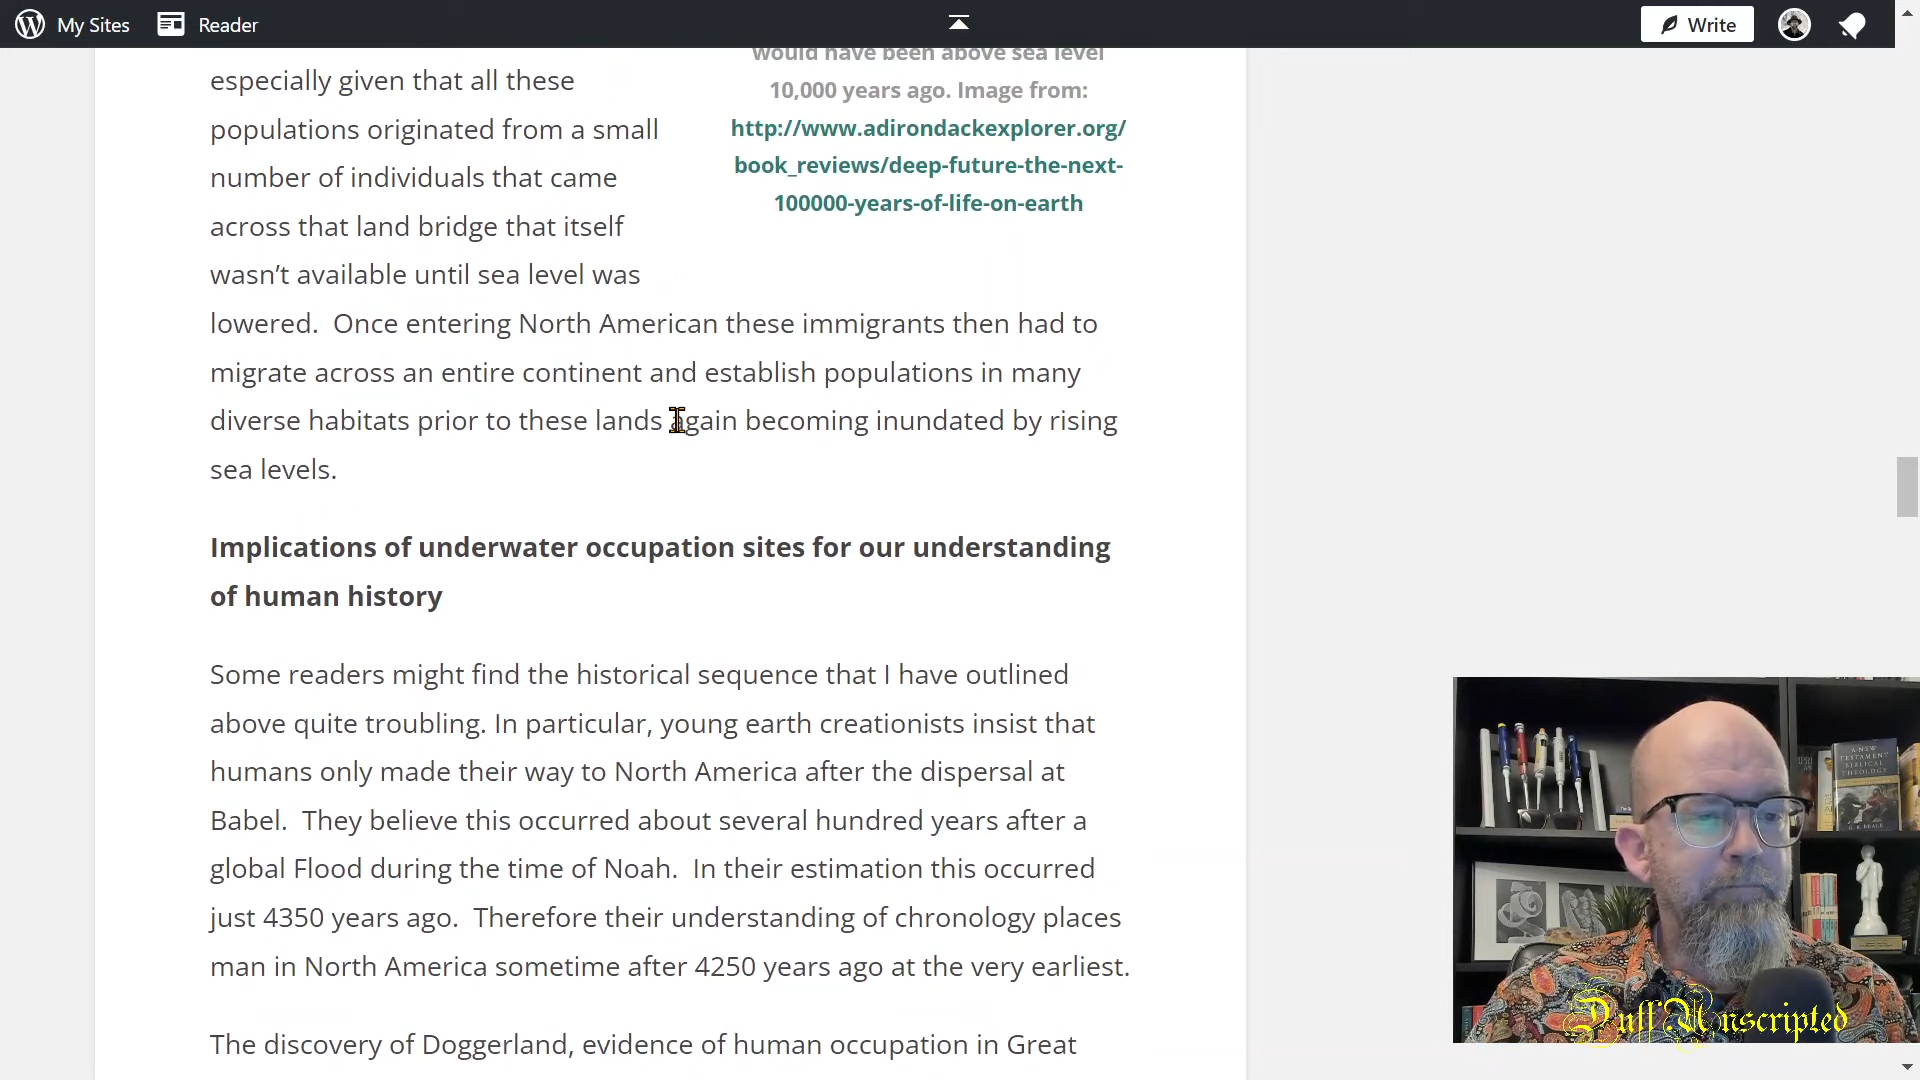 My Sites
Reader
Write
would have been above sea level
10,000 years ago. Image from:
http://www.adirondackexplorer.org/
book_reviews/deep-future-the-next-
100000-years-of-life-on-earth
especially given that all these
populations originated from a small
number of individuals that came
across that land bridge that itself
wasn’t available until sea level was
lowered.  Once entering North American these immigrants then had to
migrate across an entire continent and establish populations in many
diverse habitats prior to these lands again becoming inundated by rising
sea levels.
Implications of underwater occupation sites for our understanding
of human history
Some readers might find the historical sequence that I have outlined
above quite troubling. In particular, young earth creationists insist that
humans only made their way to North America after the dispersal at
Babel.  They believe this occurred about several hundred years after a
global Flood during the time of Noah.  In their estimation this occurred
just 4350 years ago.  Therefore their understanding of chronology places
man in North America sometime after 4250 years ago at the very earliest.
The discovery of Doggerland, evidence of human occupation in Great
A NEW
TESTAMENT
BIBLICAL
THEOLOGY
G. K. BEALE
Duff Unscripted